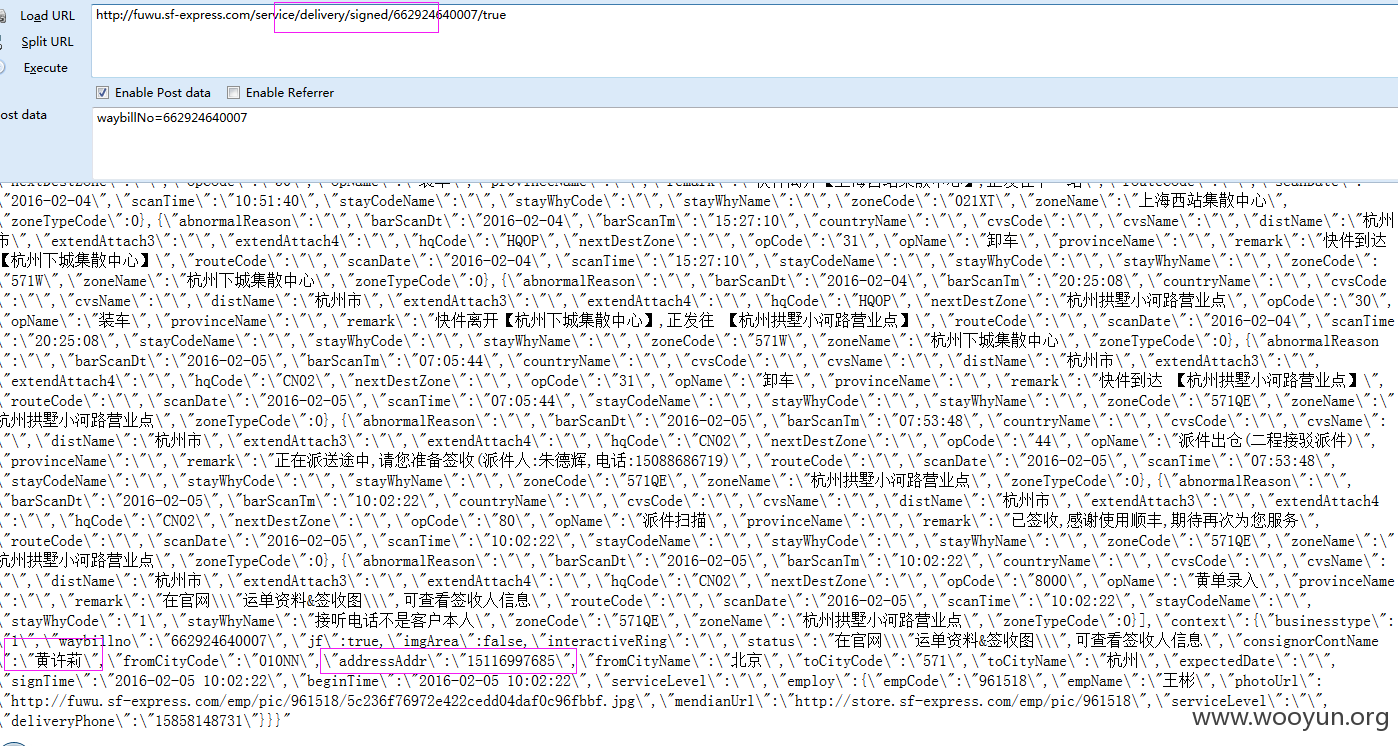 Load URL
http://fuwu.sf-express.com/service/delivery/signed/662924640007/true
Split URL
Execute
Enable Post data Enable Referrer
ost data
waybillNo=662924640007
\"nextDestZone\":\"\",\"opCode\":\"30\",\"opName\":\"装车\",\"provinceName\":\"\",\"remark\":\"快件离开【上海西站集散中心】,正发往下一站\",\"routeCode\":\"\",\"scanDate\":
\"2016-02-04\",\"scanTime\":\"10:51:40\",\"stayCodeName\":\"\",\"stayWhyCode\":\"\",\"stayWhyName\":\"\",\"zoneCode\":\"021XT\",\"zoneName\":\"上海西站集散中心\",
\"zoneTypeCode\":0},{\"abnormalReason\":\"\",\"barScanDt\":\"2016-02-04\",\"barScanTm\":\"15:27:10\",\"countryName\":\"\",\"cvsCode\":\"\",\"cvsName\":\"\",\"distName\":\"杭州
市\",\"extendAttach3\":\"\",\"extendAttach4\":\"\",\"hqCode\":\"HQOP\",\"nextDestZone\":\"\",\"opCode\":\"31\",\"opName\":\"卸车\",\"provinceName\":\"\",\"remark\":\"快件到达
【杭州下城集散中心】\",\"routeCode\":\"\",\"scanDate\":\"2016-02-04\",\"scanTime\":\"15:27:10\",\"stayCodeName\":\"\",\"stayWhyCode\":\"\",\"stayWhyName\":\"\",\"zoneCode\":
\"571W\",\"zoneName\":\"杭州下城集散中心\",\"zoneTypeCode\":0},{\"abnormalReason\":\"\",\"barScanDt\":\"2016-02-04\",\"barScanTm\":\"20:25:08\",\"countryName\":\"\",\"cvsCode
\":\"\",\"cvsName\":\"\",\"distName\":\"杭州市\",\"extendAttach3\":\"\",\"extendAttach4\":\"\",\"hqCode\":\"HQOP\",\"nextDestZone\":\"杭州拱墅小河路营业点\",\"opCode\":\"30\",
\"opName\":\"装车\",\"provinceName\":\"\",\"remark\":\"快件离开【杭州下城集散中心】,正发往 【杭州拱墅小河路营业点】\",\"routeCode\":\"\",\"scanDate\":\"2016-02-04\",\"scanTime
\":\"20:25:08\",\"stayCodeName\":\"\",\"stayWhyCode\":\"\",\"stayWhyName\":\"\",\"zoneCode\":\"571W\",\"zoneName\":\"杭州下城集散中心\",\"zoneTypeCode\":0},{\"abnormalReason
\":\"\",\"barScanDt\":\"2016-02-05\",\"barScanTm\":\"07:05:44\",\"countryName\":\"\",\"cvsCode\":\"\",\"cvsName\":\"\",\"distName\":\"杭州市\",\"extendAttach3\":\"\",
\"extendAttach4\":\"\",\"hqCode\":\"CN02\",\"nextDestZone\":\"\",\"opCode\":\"31\",\"opName\":\"卸车\",\"provinceName\":\"\",\"remark\":\"快件到达 【杭州拱墅小河路营业点】\",
\"routeCode\":\"\",\"scanDate\":\"2016-02-05\",\"scanTime\":\"07:05:44\",\"stayCodeName\":\"\",\"stayWhyCode\":\"\",\"stayWhyName\":\"\",\"zoneCode\":\"571QE\",\"zoneName\":\"
杭州拱墅小河路营业点\",\"zoneTypeCode\":0},{\"abnormalReason\":\"\",\"barScanDt\":\"2016-02-05\",\"barScanTm\":\"07:53:48\",\"countryName\":\"\",\"cvsCode\":\"\",\"cvsName\":\"
\",\"distName\":\"杭州市\",\"extendAttach3\":\"\",\"extendAttach4\":\"\",\"hqCode\":\"CN02\",\"nextDestZone\":\"\",\"opCode\":\"44\",\"opName\":\"派件出仓(二程接驳派件)\",
\"provinceName\":\"\",\"remark\":\"正在派送途中,请您准备签收(派件人:朱德辉,电话:15088686719)\",\"routeCode\":\"\",\"scanDate\":\"2016-02-05\",\"scanTime\":\"07:53:48\",
\"stayCodeName\":\"\",\"stayWhyCode\":\"\",\"stayWhyName\":\"\",\"zoneCode\":\"571QE\",\"zoneName\":\"杭州拱墅小河路营业点\",\"zoneTypeCode\":0},{\"abnormalReason\":\"\",
\"barScanDt\":\"2016-02-05\",\"barScanTm\":\"10:02:22\",\"countryName\":\"\",\"cvsCode\":\"\",\"cvsName\":\"\",\"distName\":\"杭州市\",\"extendAttach3\":\"\",\"extendAttach4
\":\"\",\"hqCode\":\"CN02\",\"nextDestZone\":\"\",\"opCode\":\"80\",\"opName\":\"派件扫描\",\"provinceName\":\"\",\"remark\":\"已签收,感谢使用顺丰,期待再次为您服务\",
\"routeCode\":\"\",\"scanDate\":\"2016-02-05\",\"scanTime\":\"10:02:22\",\"stayCodeName\":\"\",\"stayWhyCode\":\"\",\"stayWhyName\":\"\",\"zoneCode\":\"571QE\",\"zoneName\":\"
杭州拱墅小河路营业点\",\"zoneTypeCode\":0},{\"abnormalReason\":\"\",\"barScanDt\":\"2016-02-05\",\"barScanTm\":\"10:02:22\",\"countryName\":\"\",\"cvsCode\":\"\",\"cvsName\":\"
\",\"distName\":\"杭州市\",\"extendAttach3\":\"\",\"extendAttach4\":\"\",\"hqCode\":\"CN02\",\"nextDestZone\":\"\",\"opCode\":\"8000\",\"opName\":\"黄单录入\",\"provinceName
\":\"\",\"remark\":\"在官网\\\"运单资料&签收图\\\",可查看签收人信息\",\"routeCode\":\"\",\"scanDate\":\"2016-02-05\",\"scanTime\":\"10:02:22\",\"stayCodeName\":\"\",
\"stayWhyCode\":\"1\",\"stayWhyName\":\"接听电话不是客户本人\",\"zoneCode\":\"571QE\",\"zoneName\":\"杭州拱墅小河路营业点\",\"zoneTypeCode\":0}],\"context\":{\"businesstype\":
\"1\",\"waybillno\":\"662924640007\",\"jf\":true,\"imgArea\":false,\"interactiveRing\":\"\",\"status\":\"在官网\\\"运单资料&签收图\\\",可查看签收人信息\",\"consignorContName
\":\"黄许莉\",\"fromCityCode\":\"010NN\",\"addressAddr\":\"15116997685\",\"fromCityName\":\"北京\",\"toCityCode\":\"571\",\"toCityName\":\"杭州\",\"expectedDate\":\"\",
\"signTime\":\"2016-02-05 10:02:22\",\"beginTime\":\"2016-02-05 10:02:22\",\"serviceLevel\":\"\",\"employ\":{\"empCode\":\"961518\",\"empName\":\"王彬\",\"photoUrl\":
\"http://fuwu.sf-express.com/emp/pic/961518/5c236f76972e422cedd04daf0c96fbbf.jpg\",\"mendianUrl\":\"http://store.sf-express.com/emp/pic/961518\",\"serviceLevel\":\"\",
\"deliveryPhone\":\"15858148731\"}}}"
www.wooyun.org